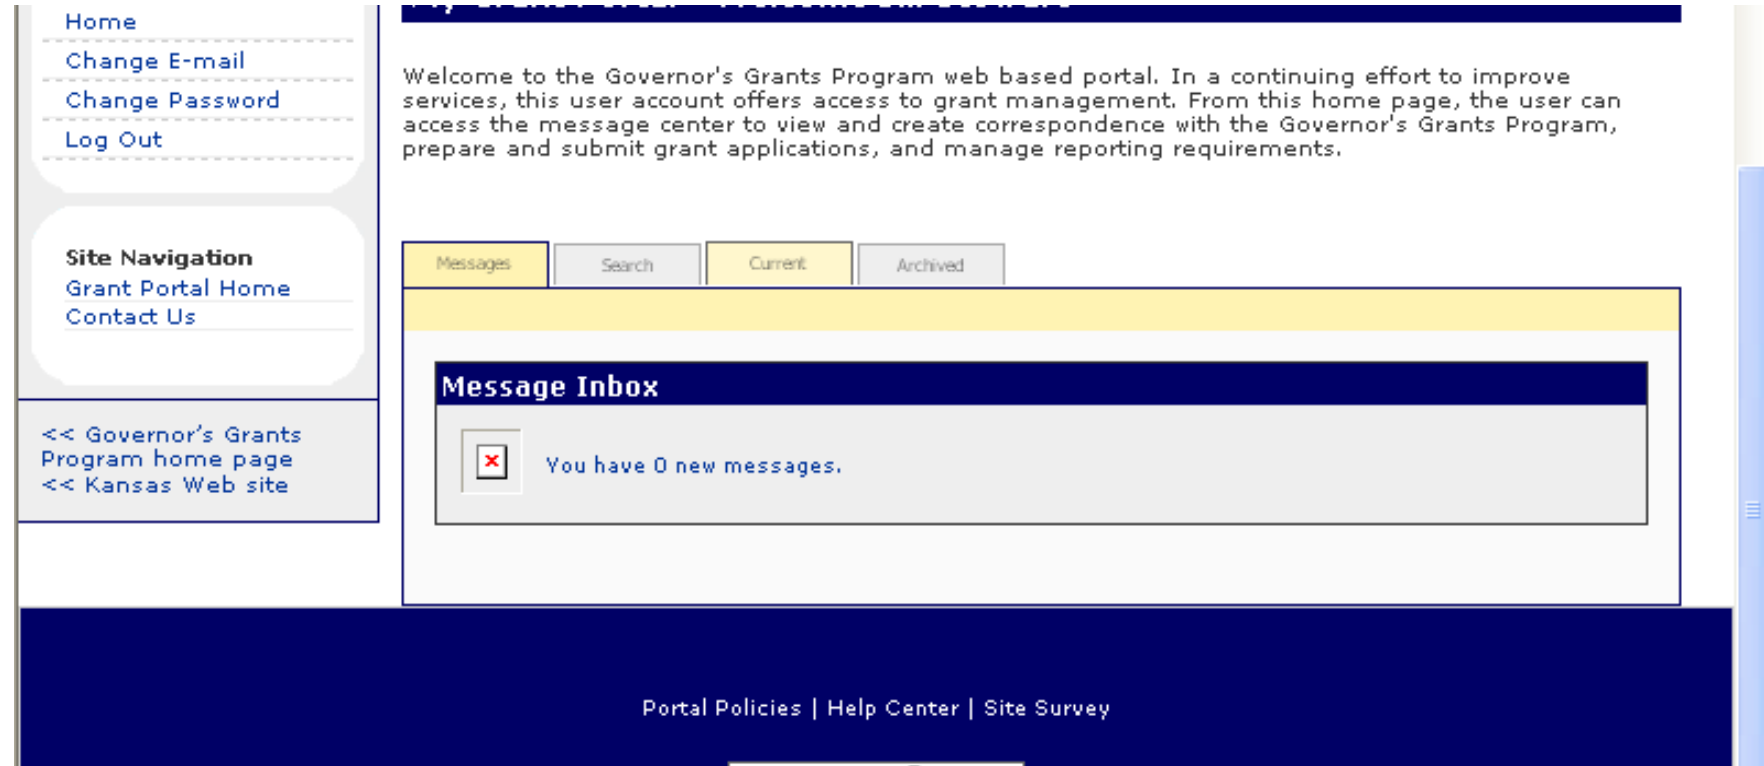 Home
Change E-mail
Change Password
Log Out
Site Navigation
Grant Portal Home
Contact Us
<< Governor's Grants
Program home page
<< Kansas Web site
Welcome to the Governor's Grants Program web based portal. In a continuing effort to improve
services, this user account offers access to grant management. From this home page, the user can
access the message center to view and create correspondence with the Governor's Grants Program,
prepare and submit grant applications, and manage reporting requirements.
Messages
Search
Current
Archived
Message Inbox
You have 0 new messages.
Portal Policies | Help Center | Site Survey